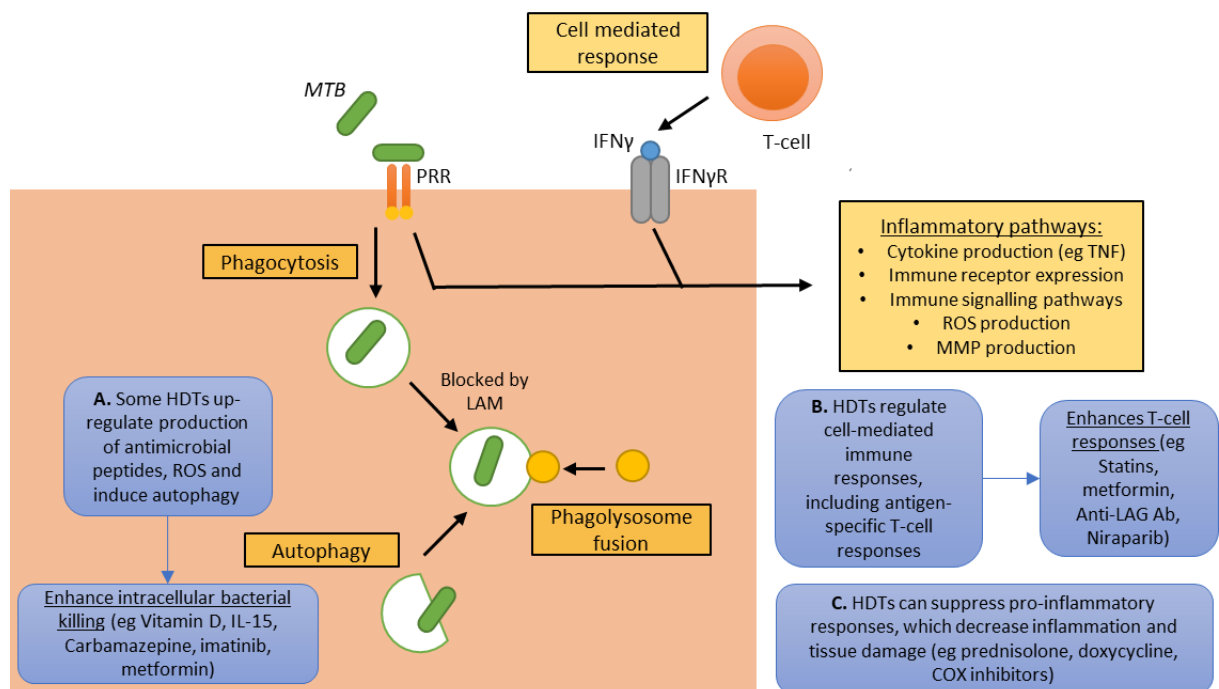 Cell mediated
response
MTB
IFNγ
T-cell
PRR
IFNγR
Phagocytosis
Inflammatory pathways:
• Cytokine production (eg TNF)
• Immune receptor expression
• Immune signalling pathways
• ROS production
• MMP production
Blocked by
LAM
A. Some HDTs up-
regulate production
of antimicrobial
peptides, ROS and
induce autophagy
B. HDTs regulate
cell-mediated
immune
responses,
including antigen-
specific T-cell
responses
Enhances T-cell
responses (eg
Statins,
metformin,
Anti-LAG Ab,
Niraparib)
Autophagy
Phagolysosome
fusion
Enhance intracellular bacterial
killing (eg Vitamin D, IL-15,
Carbamazepine, imatinib,
metformin)
C. HDTs can suppress pro-inflammatory
responses, which decrease inflammation and
tissue damage (eg prednisolone, doxycycline,
COX inhibitors)